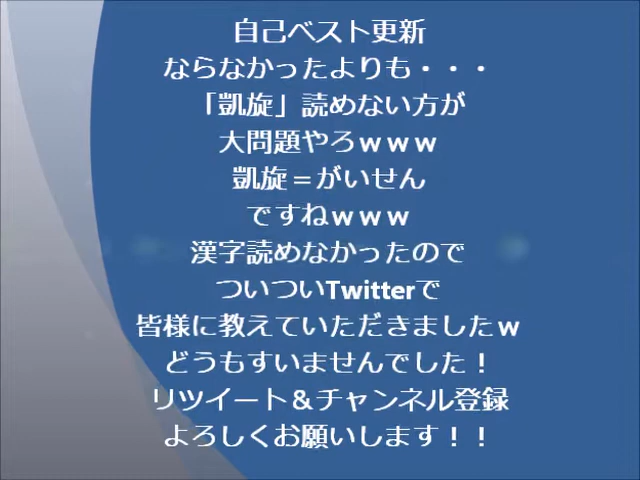 自己ベスト更新
ならなかったよりも・・・
「凱旋」読めない方が
大問題やろｗｗｗ
凱旋＝がいせん
ですねｗｗｗ
漢字読めなかったので
ついついTwitterで
皆様に教えていただきましたｗ
どうもすいませんでした！
リツイート＆チャンネル登録
よろしくお願いします！！